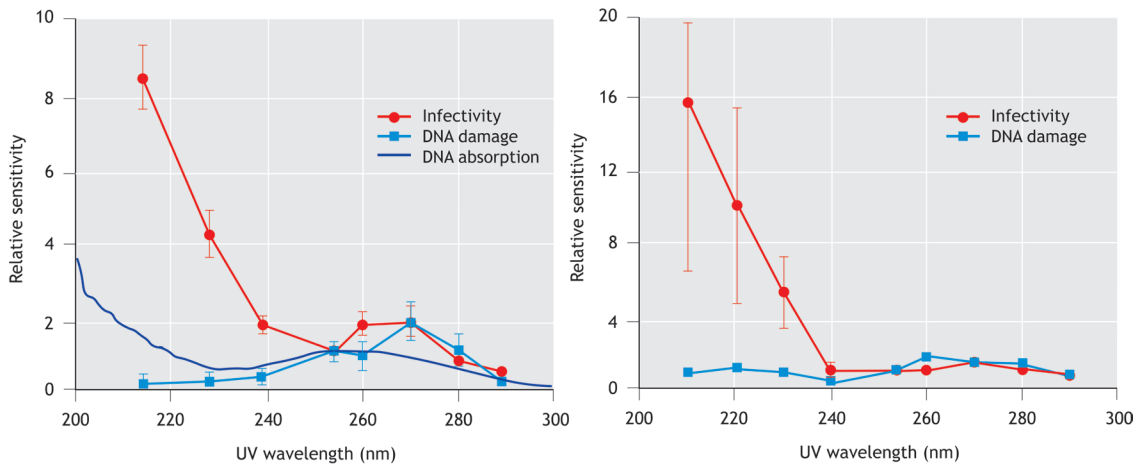 10
8
6
4
2
0
200
220
240
260
280
300
Relative sensitivity
UV wavelength (nm)
Infectivity
DNA damage
DNA absorption
20
16
12
8
4
0
200
220
240
260
280
300
Relative sensitivity
UV wavelength (nm)
Infectivity
DNA damage